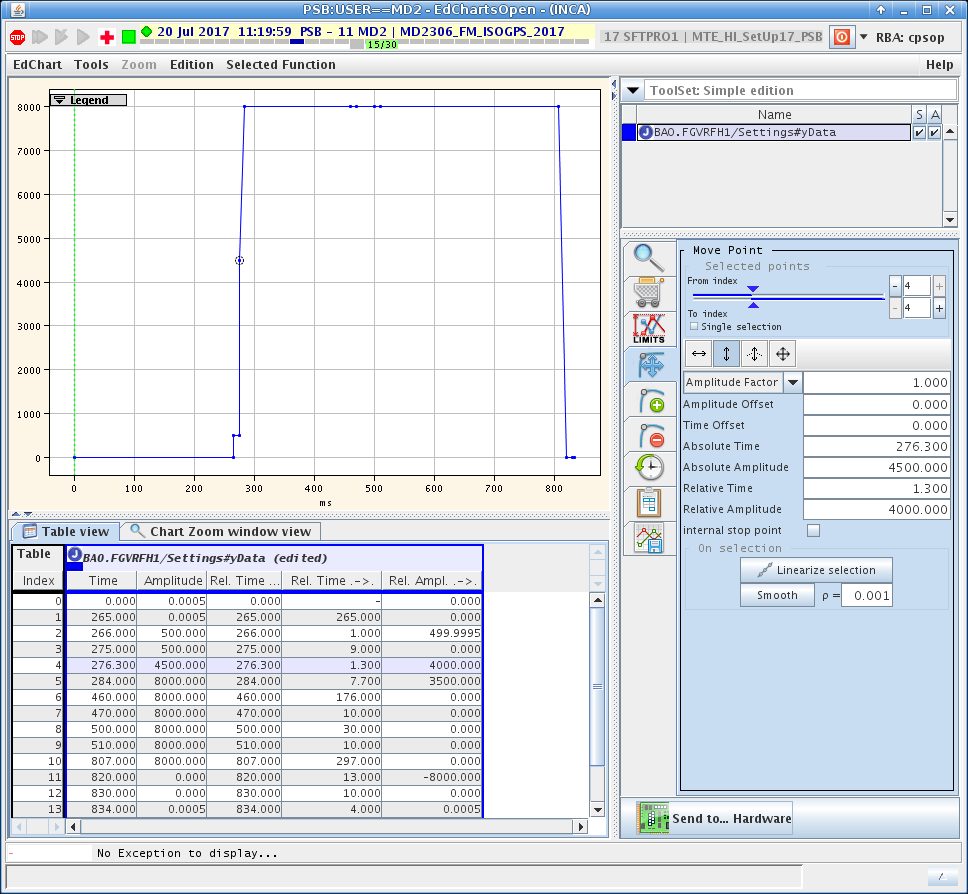 PSB:USER==MD2 - EdChartsOpen - (INCA)
STOP 20 Jul 2017 11:19:59 PSB - 11 MD2 | MD2306_FM_ISOGPS_2017 15/30 17 SFTPRO1 | MTE_HI_SetUp17_PSB RBA: cpsop
EdChart Tools Zoom Edition Selected Function Help
Legend
8000
7000
6000
5000
4000
3000
2000
1000
0
0 100 200 300 400 500 600 700 800
ms
ToolSet: Simple edition
Name S A
J BA0.FGVRFH1/Settings#yData
LIMITS
Move Point
Selected points
From index - 4 +
To index - 4 +
Single selection
Amplitude Factor 1.000
Amplitude Offset 0.000
Time Offset 0.000
Absolute Time 276.300
Absolute Amplitude 4500.000
Relative Time 1.300
Relative Amplitude 4000.000
internal stop point
On selection
Linearize selection
Smooth ρ = 0.001
Send to... Hardware
Table view Chart Zoom window view
Table J BA0.FGVRFH1/Settings#yData (edited)
Index Time Amplitude Rel. Time ... Rel. Time .->. Rel. Ampl. .->.
0 0.000 0.0005 0.000 - 0.000
1 265.000 0.0005 265.000 265.000 0.000
2 266.000 500.000 266.000 1.000 499.9995
3 275.000 500.000 275.000 9.000 0.000
4 276.300 4500.000 276.300 1.300 4000.000
5 284.000 8000.000 284.000 7.700 3500.000
6 460.000 8000.000 460.000 176.000 0.000
7 470.000 8000.000 470.000 10.000 0.000
8 500.000 8000.000 500.000 30.000 0.000
9 510.000 8000.000 510.000 10.000 0.000
10 807.000 8000.000 807.000 297.000 0.000
11 820.000 0.000 820.000 13.000 -8000.000
12 830.000 0.000 830.000 10.000 0.000
13 834.000 0.0005 834.000 4.000 0.0005
- No Exception to display...